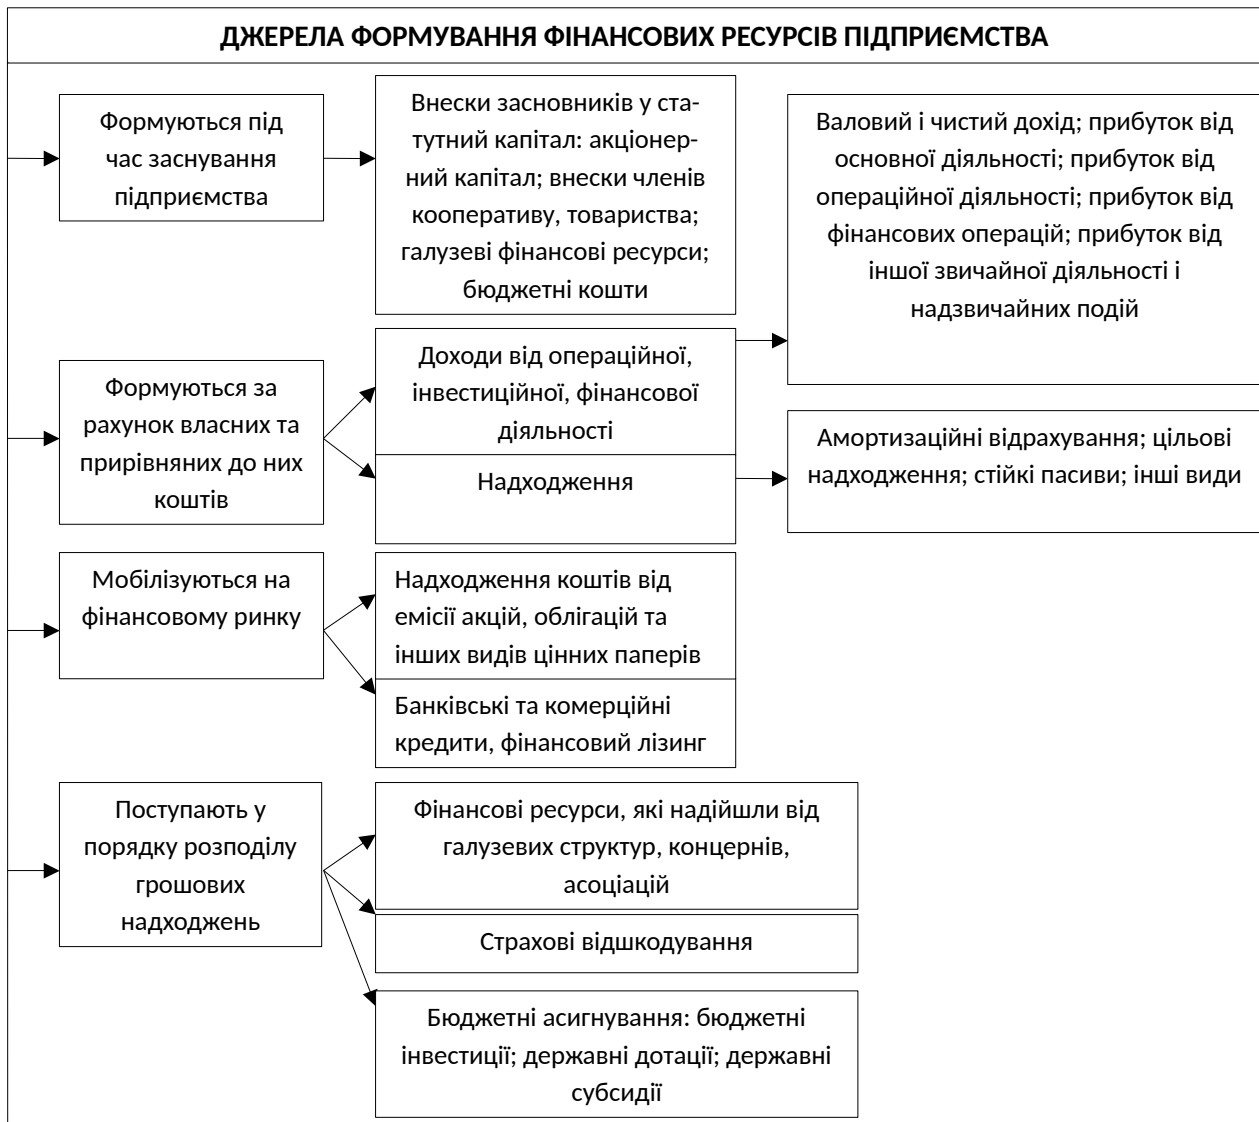 ДЖЕРЕЛА ФОРМУВАННЯ ФІНАНСОВИХ РЕСУРСІВ ПІДПРИЄМСТВА
Формуються під
час заснування
підприємства
Внески засновників у ста-
тутний капітал: акціонер-
ний капітал; внески членів
кооперативу, товариства;
галузеві фінансові ресурси;
бюджетні кошти
Валовий і чистий дохід; прибуток від
основної діяльності; прибуток від
операційної діяльності; прибуток від
фінансових операцій; прибуток від
іншої звичайної діяльності і
надзвичайних подій
Формуються за
рахунок власних та
прирівняних до них
коштів
Доходи від операційної,
інвестиційної, фінансової
діяльності
Надходження
Амортизаційні відрахування; цільові
надходження; стійкі пасиви; інші види
Мобілізуються на
фінансовому ринку
Надходження коштів від
емісії акцій, облігацій та
інших видів цінних паперів
Банківські та комерційні
кредити, фінансовий лізинг
Поступають у
порядку розподілу
грошових
надходжень
Фінансові ресурси, які надійшли від
галузевих структур, концернів,
асоціацій
Страхові відшкодування
Бюджетні асигнування: бюджетні
інвестиції; державні дотації; державні
субсидії